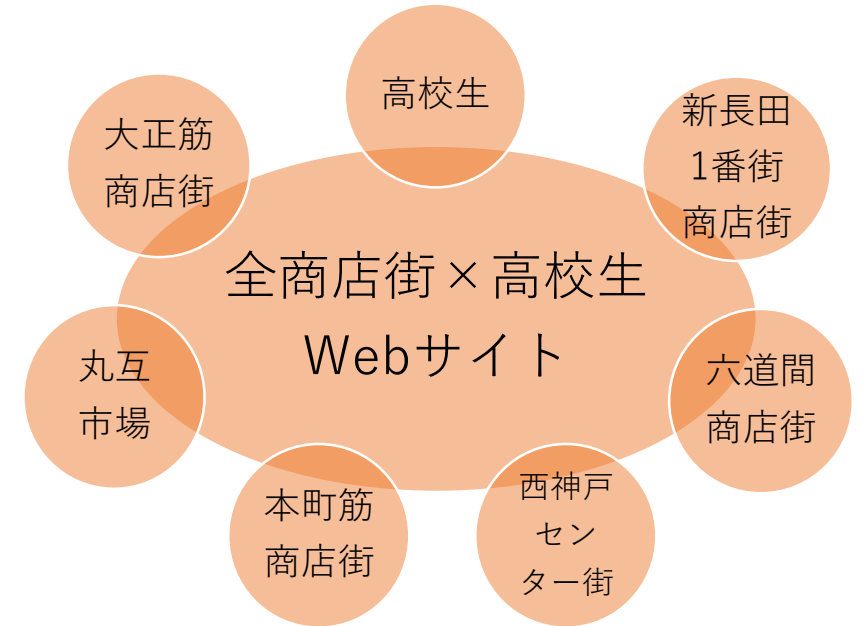 高校生
大正筋
商店街
新長田
1番街
商店街
全商店街×高校生
Webサイト
丸互
市場
六道間
商店街
本町筋
商店街
西神戸
セン
ター街